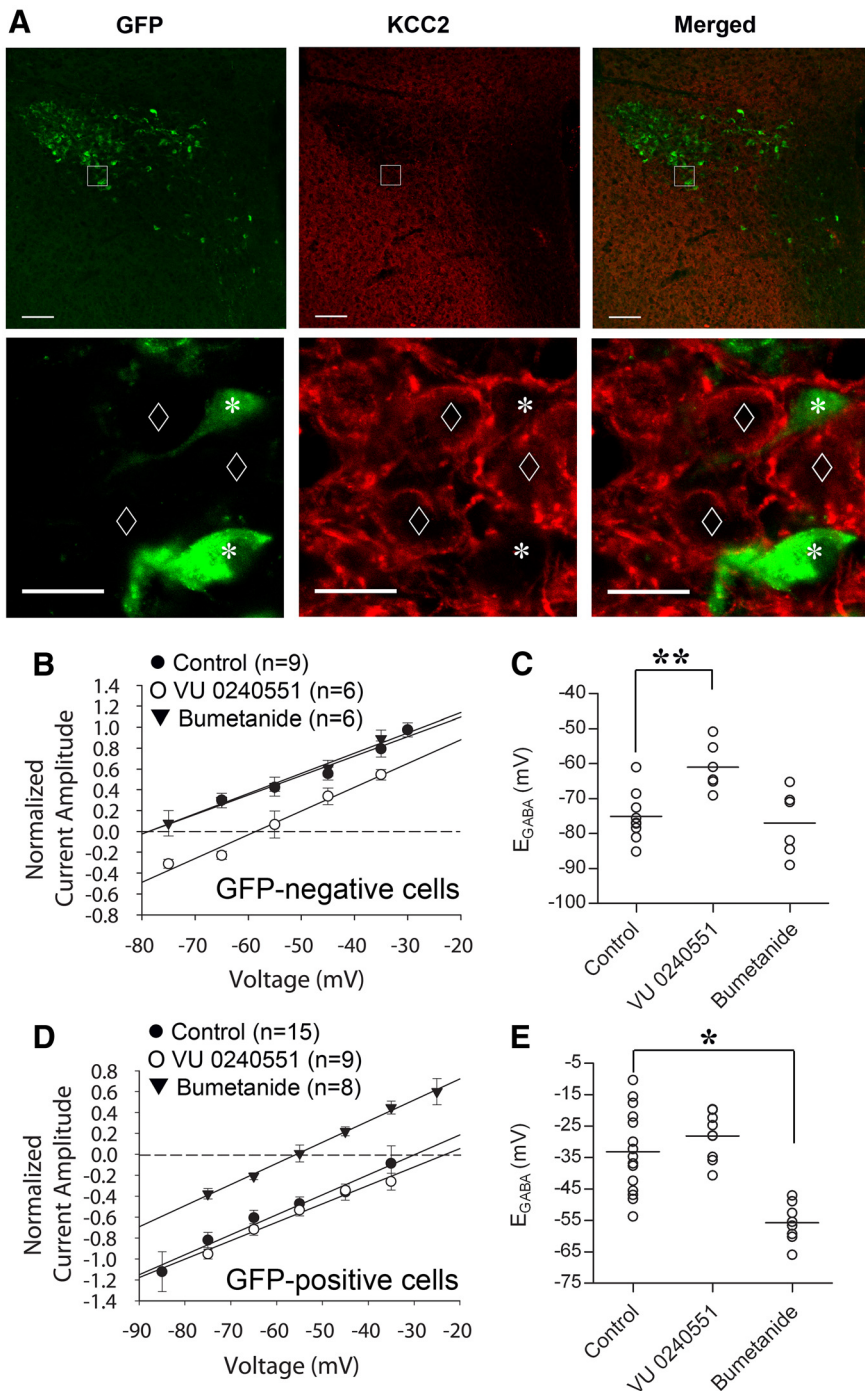 A
GFP
KCC2
Merged
*
*
*
*
*
*
B
● Control (n=9)
○ VU 0240551 (n=6)
▼ Bumetanide (n=6)
1.4
1.2
1.0
0.8
0.6
0.4
0.2
0.0
-0.2
-0.4
-0.6
-0.8
Normalized
Current Amplitude
GFP-negative cells
-80 -70 -60 -50 -40 -30 -20
Voltage (mV)
C
**
-40
-50
-60
-70
-80
-90
-100
EGABA (mV)
Control
VU 0240551
Bumetanide
D
● Control (n=15)
○ VU 0240551 (n=9)
▼ Bumetanide (n=8)
0.8
0.6
0.4
0.2
0.0
-0.2
-0.4
-0.6
-0.8
-1.0
-1.2
-1.4
Normalized
Current Amplitude
GFP-positive cells
-90 -80 -70 -60 -50 -40 -30 -20
Voltage (mV)
E
*
-5
-15
-25
-35
-45
-55
-65
-75
EGABA (mV)
Control
VU 0240551
Bumetanide